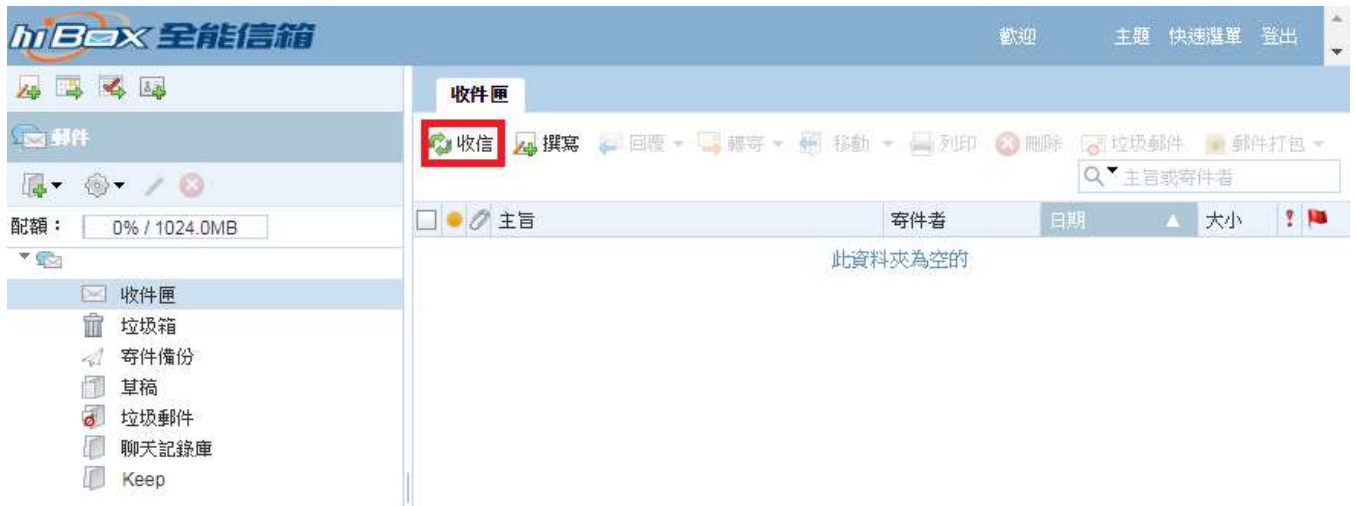 hiBox 全能信箱
歡迎 主題 快速選單 登出
收件匣
郵件
收信 撰寫 回覆 轉寄 移動 列印 刪除 垃圾郵件 郵件打包
主旨或寄件者
配額： 0% / 1024.0MB
主旨 寄件者 日期 大小
此資料夾為空的
收件匣
垃圾箱
寄件備份
草稿
垃圾郵件
聊天記錄庫
Keep